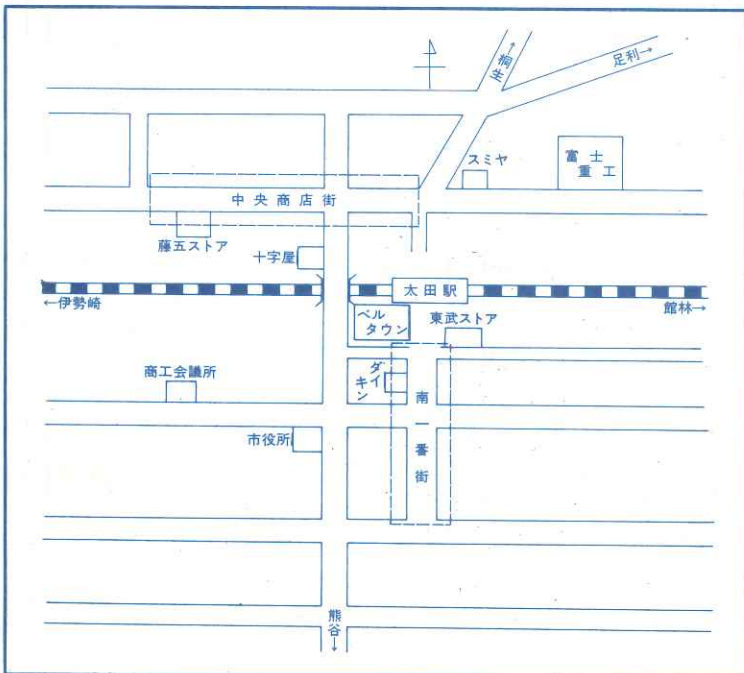 桐生→
足利→
スミヤ
富士
重工
中央商店街
藤五ストア
十字屋
太田駅
←伊勢崎
館林→
ベル
タウン
東武ストア
商工会議所
ダイ
キン
南一番街
市役所
熊谷→